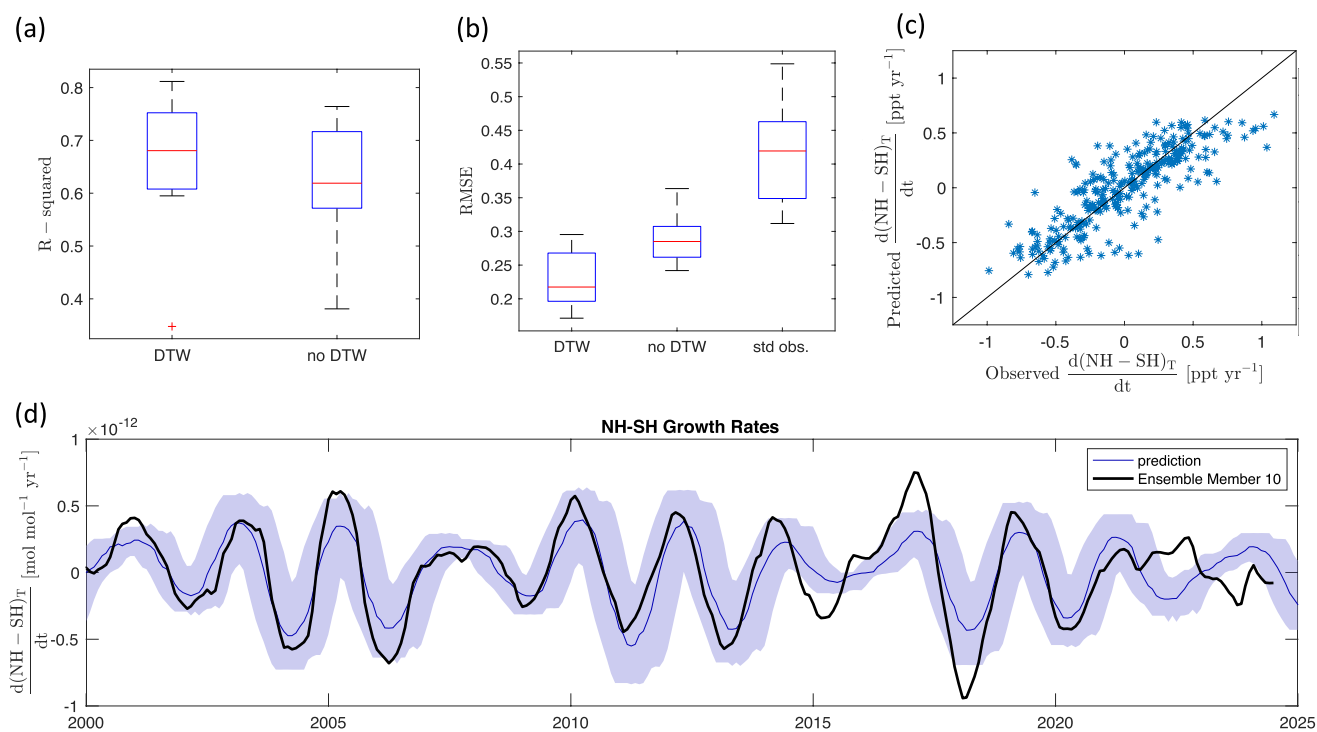 (a)
R − squared
0.8
0.7
0.6
0.5
0.4
DTW
no DTW
(b)
RMSE
0.55
0.5
0.45
0.4
0.35
0.3
0.25
0.2
DTW
no DTW
std obs.
(c)
Predicted d(NH − SH)T/dt [ppt yr−1]
1
0.5
0
-0.5
-1
-1
-0.5
0
0.5
1
Observed d(NH − SH)T/dt [ppt yr−1]
(d)
×10-12
NH-SH Growth Rates
d(NH − SH)T/dt [mol mol−1 yr−1]
1
0.5
0
-0.5
-1
prediction
Ensemble Member 10
2000
2005
2010
2015
2020
2025